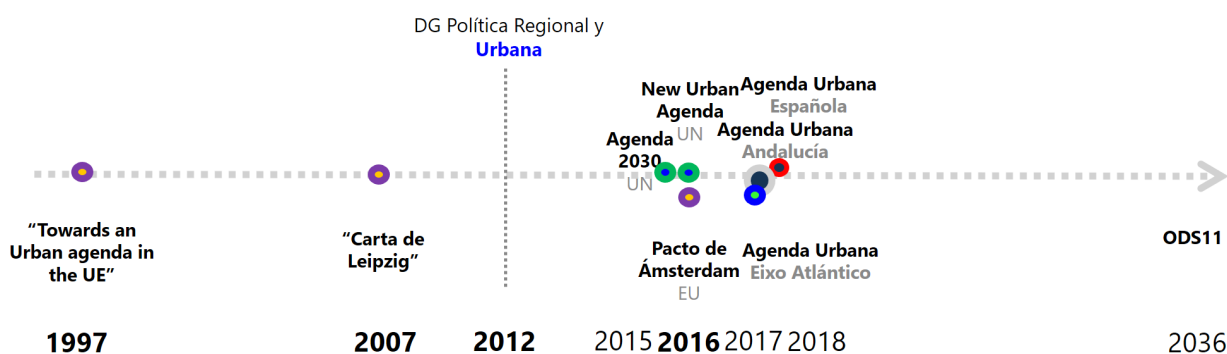 DG Política Regional y
Urbana
New Urban
Agenda
UN
Agenda Urbana
Española
Agenda Urbana
Andalucía
Agenda
2030
UN
“Towards an
Urban agenda in
the UE”
“Carta de
Leipzig”
Pacto de
Ámsterdam
EU
Agenda Urbana
Eixo Atlántico
ODS11
1997
2007
2012
2015
2016
2017
2018
2036